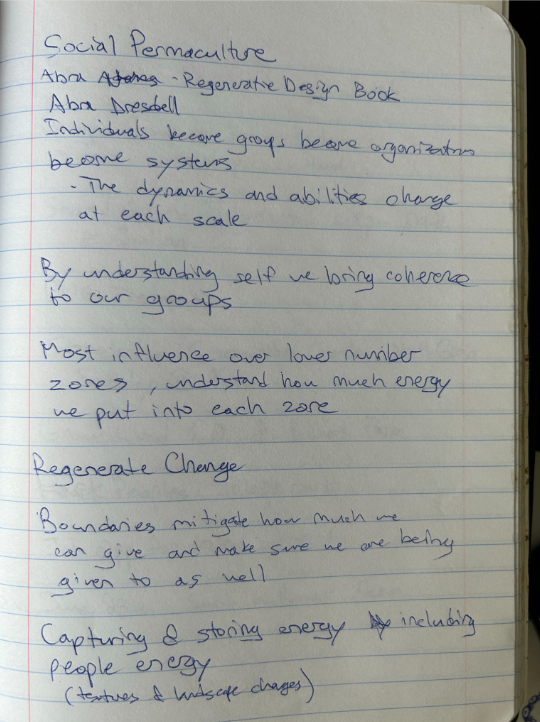 Social Permaculture
Abra - Regenerative Design Book
Abra Dresdell
Individuals become groups become organizations
become systems
- The dynamics and abilities change
at each scale
By understanding self we bring coherence
to our groups
Most influence over lower number
zones, understand how much energy
we put into each zone
Regenerate Change
Boundaries mitigate how much we
can give and make sure we are being
given to as well
Capturing & storing energy including
people energy
(textures & landscape changes)